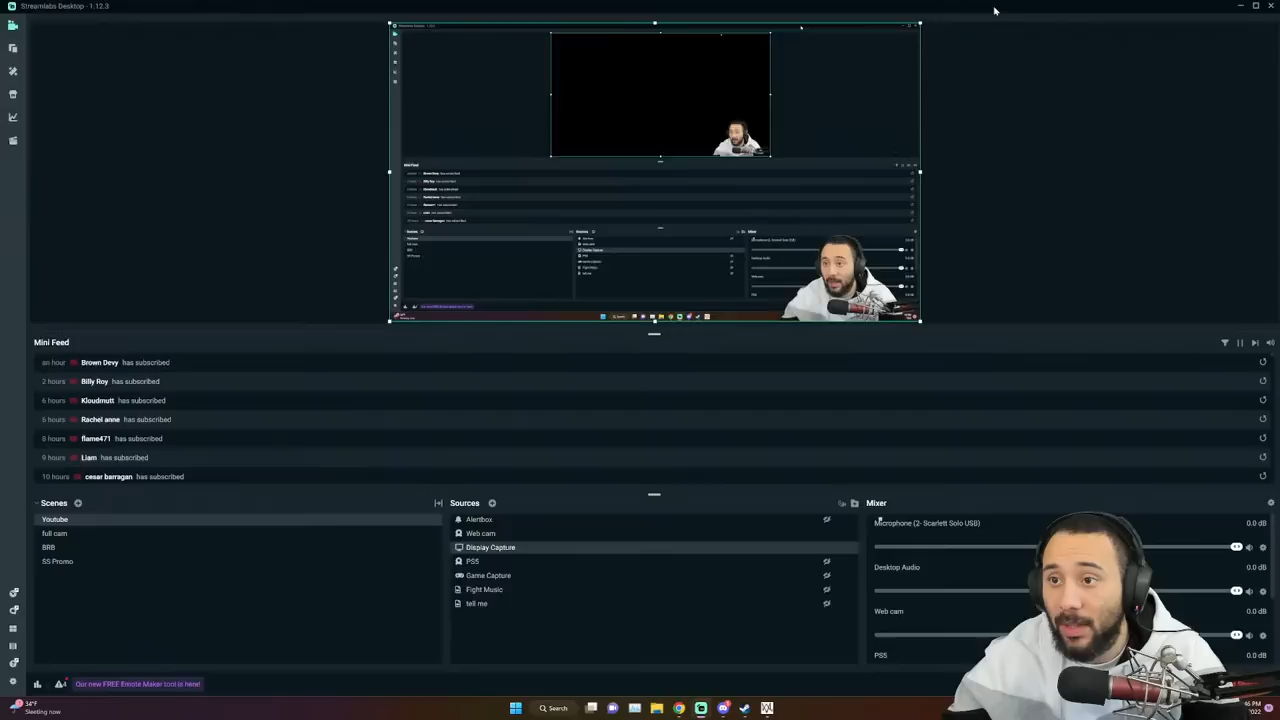 Streamlabs Desktop - 1.12.3
Mini Feed
an hour Brown Devy has subscribed
2 hours Billy Roy has subscribed
6 hours Kloudmutt has subscribed
6 hours Rachel anne has subscribed
8 hours flame471 has subscribed
9 hours Liam has subscribed
10 hours cesar barragan has subscribed
Scenes
Youtube
full cam
BRB
SS Promo
Sources
Alertbox
Web cam
Display Capture
PS5
Game Capture
Fight Music
tell me
Mixer
Microphone (2- Scarlett Solo USB) 0.0 dB
Desktop Audio 0.0 dB
Web cam 0.0 dB
PS5 0.0 dB
Our new FREE Emote Maker tool is here!
34°F
Sleeting now
Search